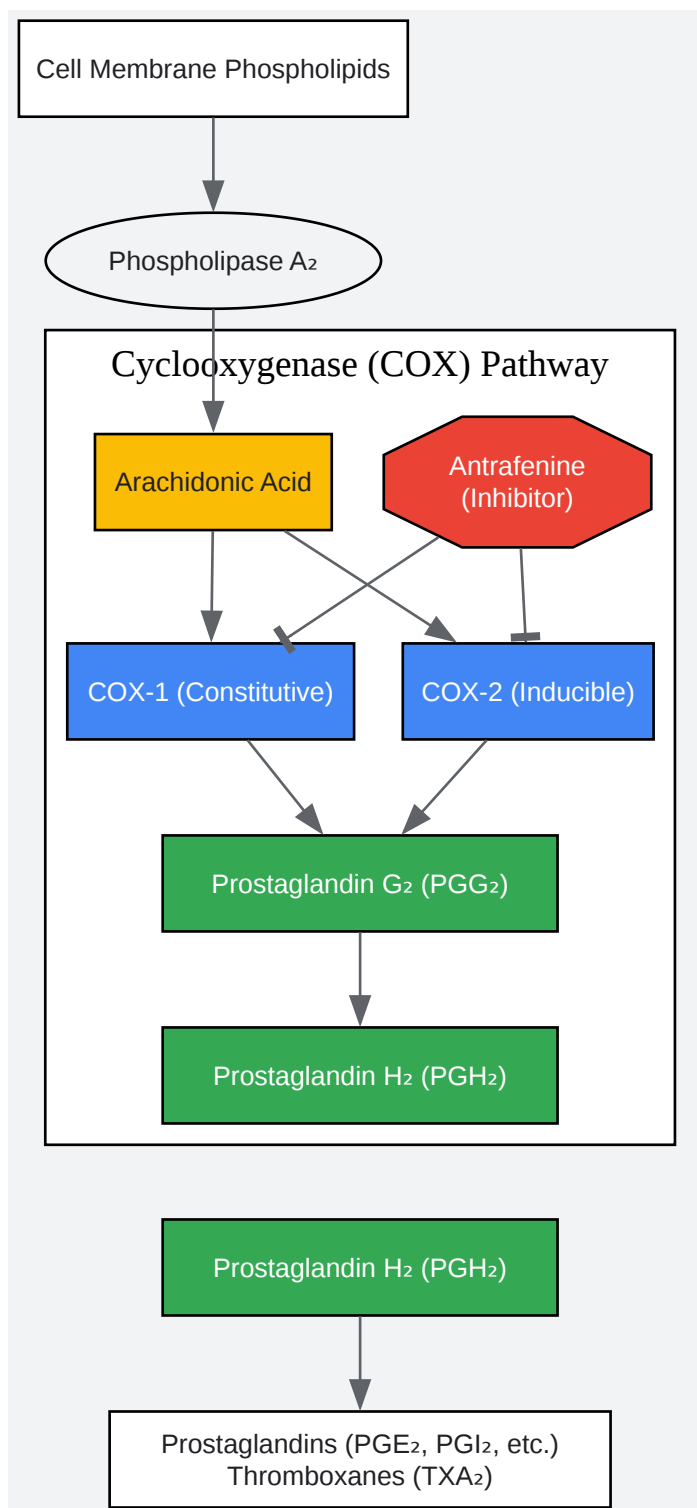 Cell Membrane Phospholipids
Phospholipase A₂
Cyclooxygenase (COX) Pathway
Arachidonic Acid
Antrafenine
(Inhibitor)
COX-1 (Constitutive)
COX-2 (Inducible)
Prostaglandin G₂ (PGG₂)
Prostaglandin H₂ (PGH₂)
Prostaglandin H₂ (PGH₂)
Prostaglandins (PGE₂, PGI₂, etc.)
Thromboxanes (TXA₂)